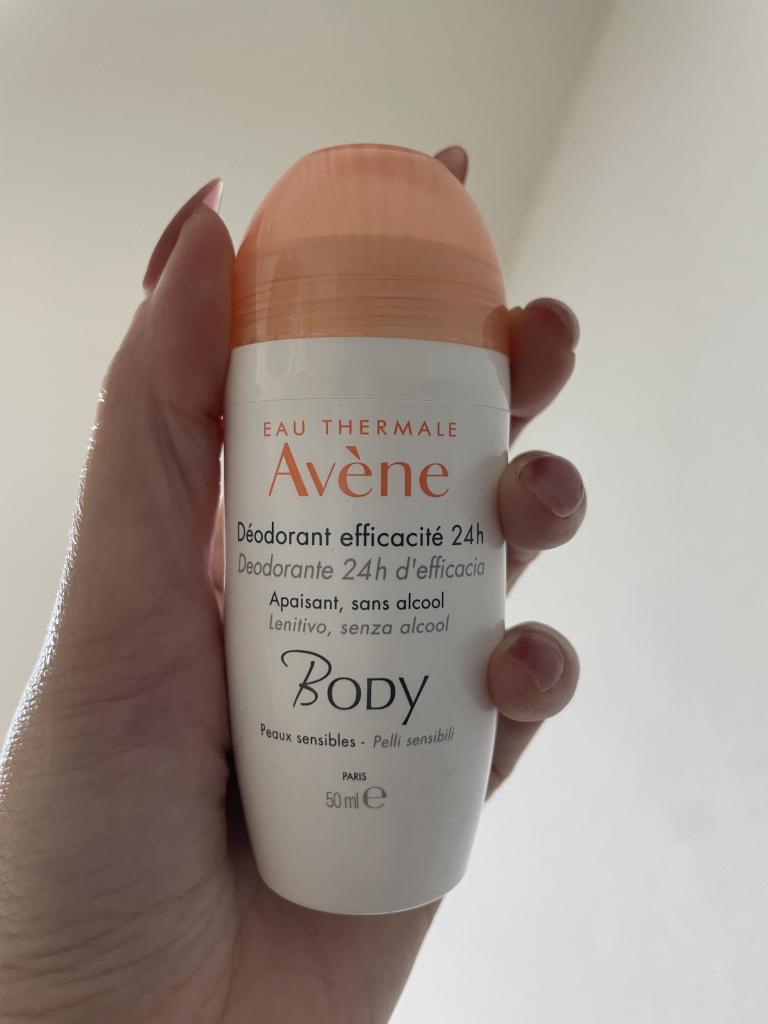 EAU THERMALE
Avène
Déodorant efficacité 24h
Deodorante 24h d'efficacia
Apaisant, sans alcool
Lenitivo, senza alcool
BODY
Peaux sensibles - Pelli sensibili
PARIS
50 ml e